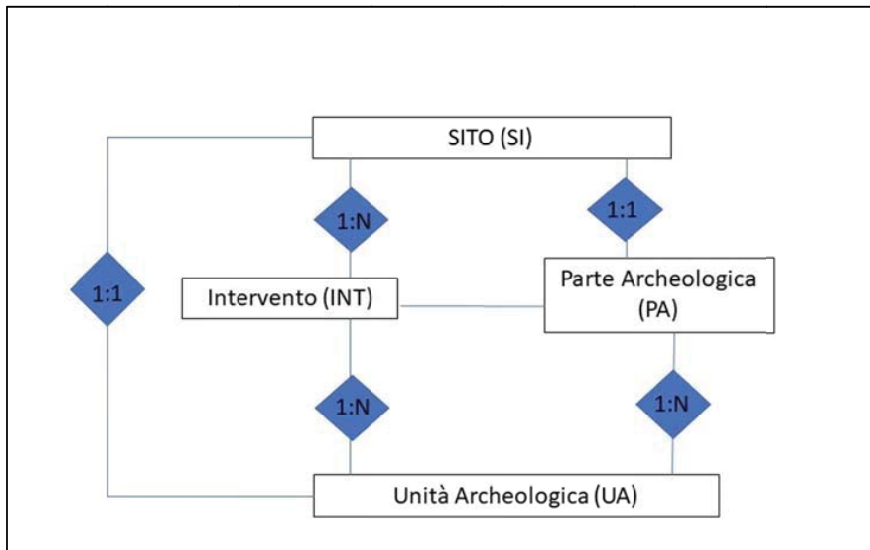 SITO (SI)
1:N
1:1
1:1
Intervento (INT)
Parte Archeologica
(PA)
1:N
1:N
Unità Archeologica (UA)